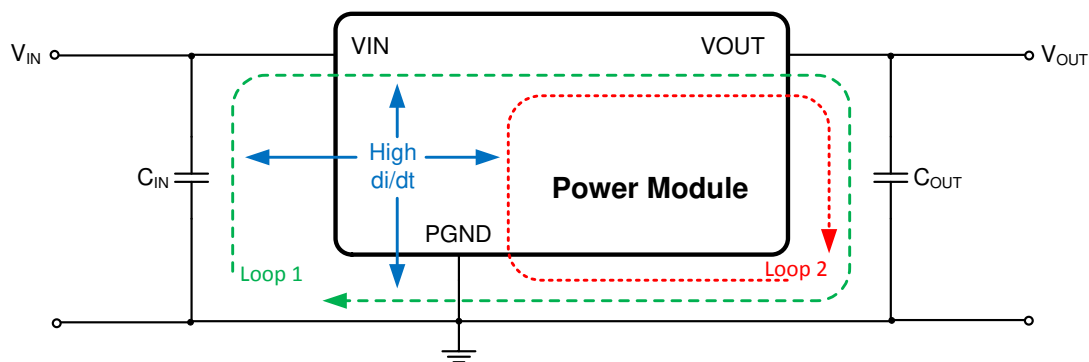 VIN
VIN
VOUT
VOUT
High
di/dt
CIN
Power Module
COUT
PGND
Loop 1
Loop 2